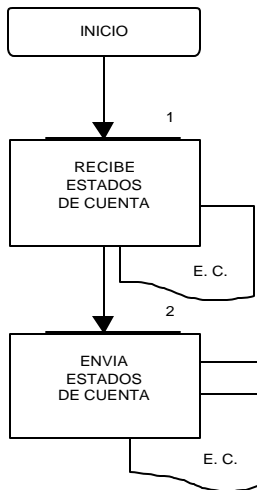 INICIO
1
RECIBE
ESTADOS
DE CUENTA
E. C.
2
ENVIA
ESTADOS
DE CUENTA
E. C.